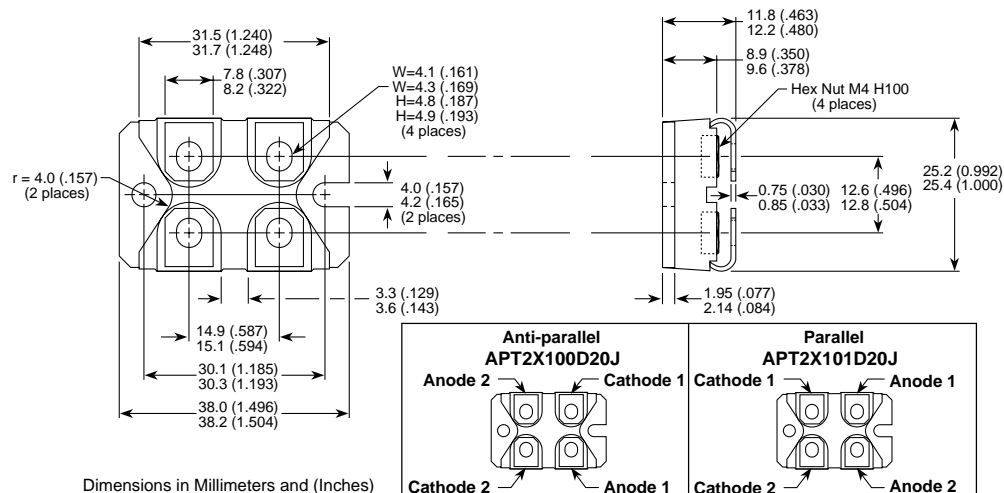 31.5 (1.240)
31.7 (1.248)
7.8 (.307)
8.2 (.322)
W=4.1 (.161)
W=4.3 (.169)
H=4.8 (.187)
H=4.9 (.193)
(4 places)
r = 4.0 (.157)
(2 places)
4.0 (.157)
4.2 (.165)
(2 places)
3.3 (.129)
3.6 (.143)
14.9 (.587)
15.1 (.594)
30.1 (1.185)
30.3 (1.193)
38.0 (1.496)
38.2 (1.504)
11.8 (.463)
12.2 (.480)
8.9 (.350)
9.6 (.378)
Hex Nut M4 H100
(4 places)
0.75 (.030)
0.85 (.033)
12.6 (.496)
12.8 (.504)
25.2 (0.992)
25.4 (1.000)
1.95 (.077)
2.14 (.084)
Anti-parallel
APT2X100D20J
Anode 2
Cathode 1
Cathode 2
Anode 1
Parallel
APT2X101D20J
Cathode 1
Anode 1
Cathode 2
Anode 2
Dimensions in Millimeters and (Inches)